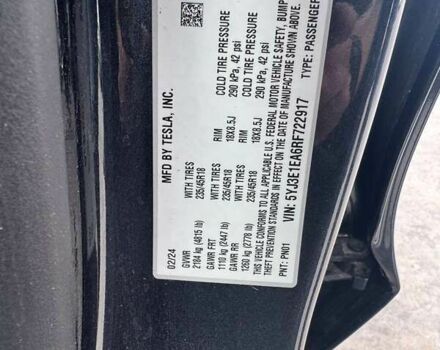 MFD BY TESLA, INC.
02/24
GVWR
2184 kg (4815 lb)
WITH TIRES
235/45R18
RIM
18X8.5J
COLD TIRE PRESSURE
290 kPa, 42 psi
GAWR FRT
1110 kg (2447 lb)
WITH TIRES
235/45R18
RIM
18X8.5J
COLD TIRE PRESSURE
290 kPa, 42 psi
GAWR RR
1260 kg (2778 lb)
THIS VEHICLE CONFORMS TO ALL APPLICABLE U.S. FEDERAL MOTOR VEHICLE SAFETY, BUMP
THEFT PREVENTION STANDARDS IN EFFECT ON THE DATE OF MANUFACTURE SHOWN ABOVE.
VIN: 5YJ3E1EA6RF722917
TYPE: PASSENGER
PNT: PN01